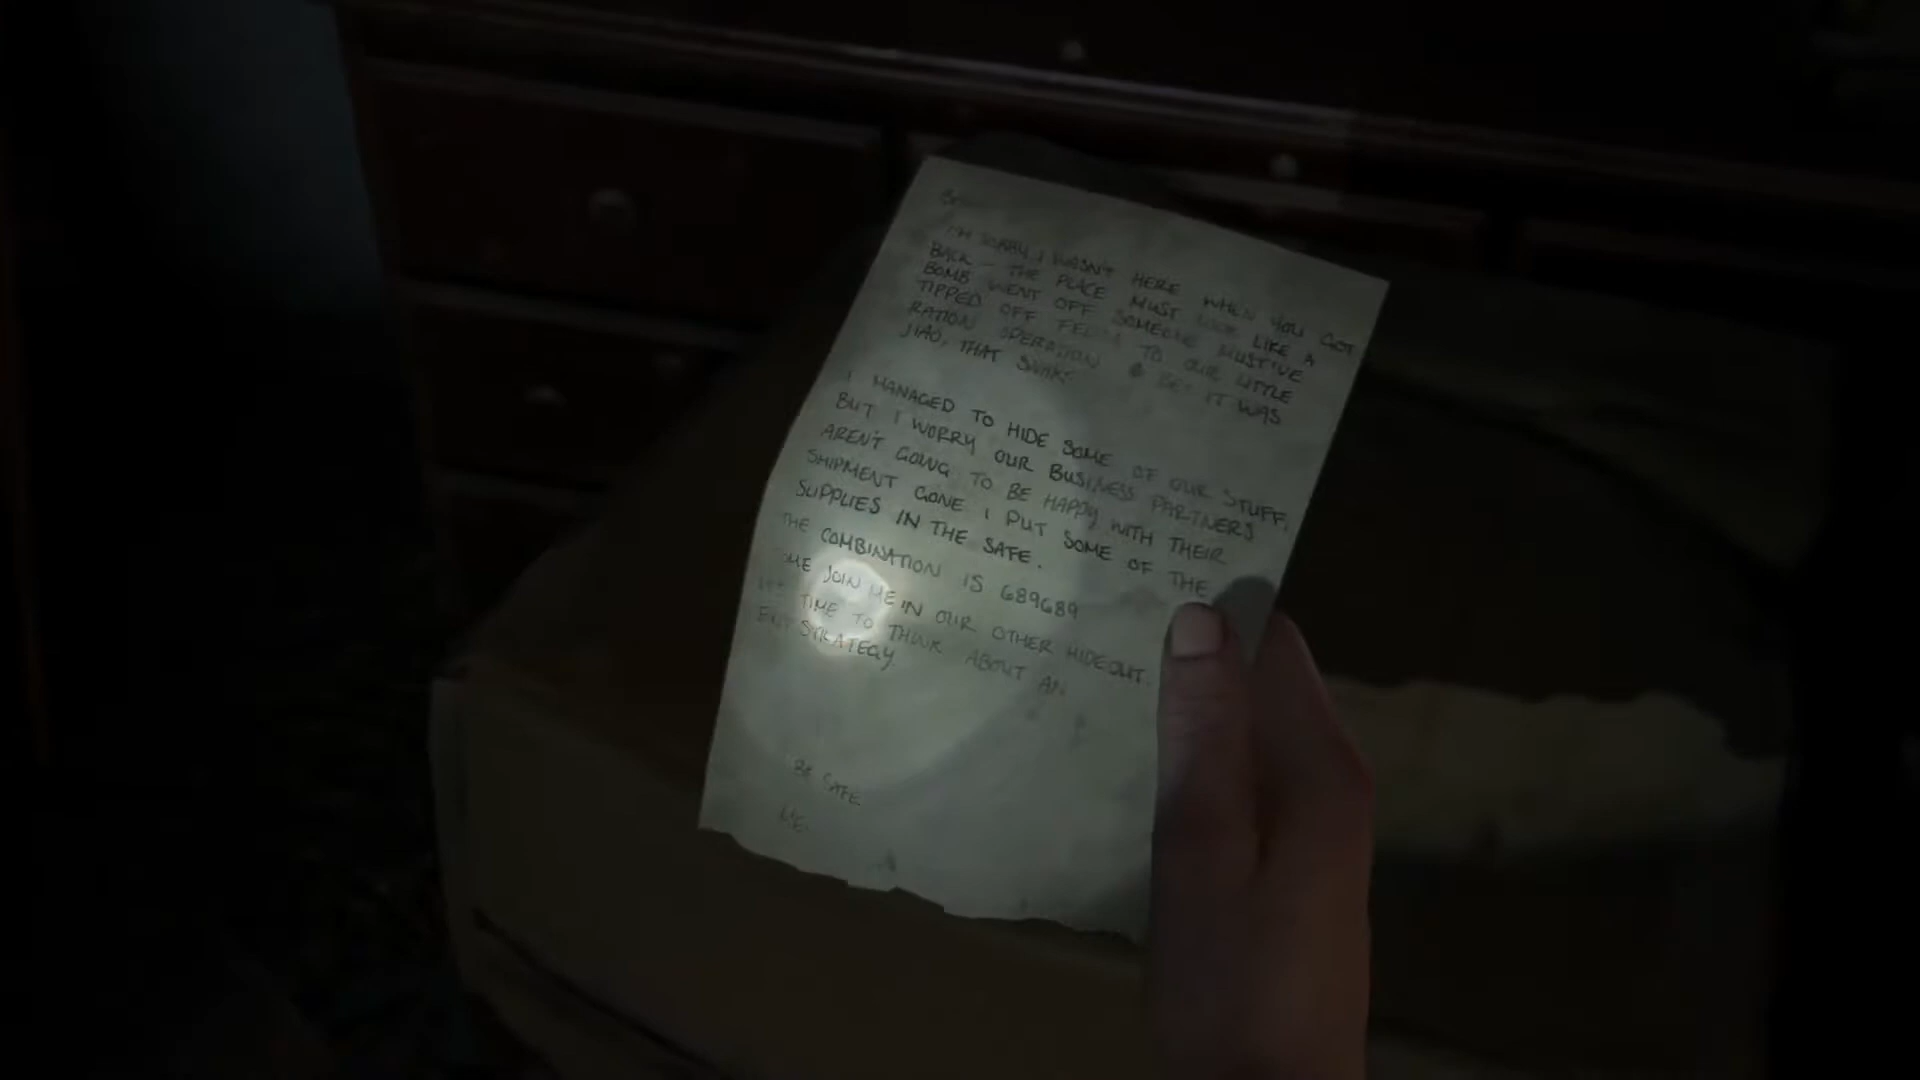 I'M SORRY I WASN'T HERE WHEN YOU GOT
BACK - THE PLACE MUST LOOK LIKE A
BOMB WENT OFF SOMEONE MUST'VE
TIPPED OFF TO OUR LITTLE
RATION OPERATION BET IT WAS
JIAO, THAT
I MANAGED TO HIDE SOME OF OUR STUFF,
BUT I WORRY OUR BUSINESS PARTNERS
AREN'T GOING TO BE HAPPY WITH THEIR
SHIPMENT GONE I PUT SOME OF THE
SUPPLIES IN THE SAFE.
THE COMBINATION IS 689689
JOIN ME IN OUR OTHER HIDEOUT.
TIME TO THINK ABOUT AN
EXIT STRATEGY.
BE SAFE
ME